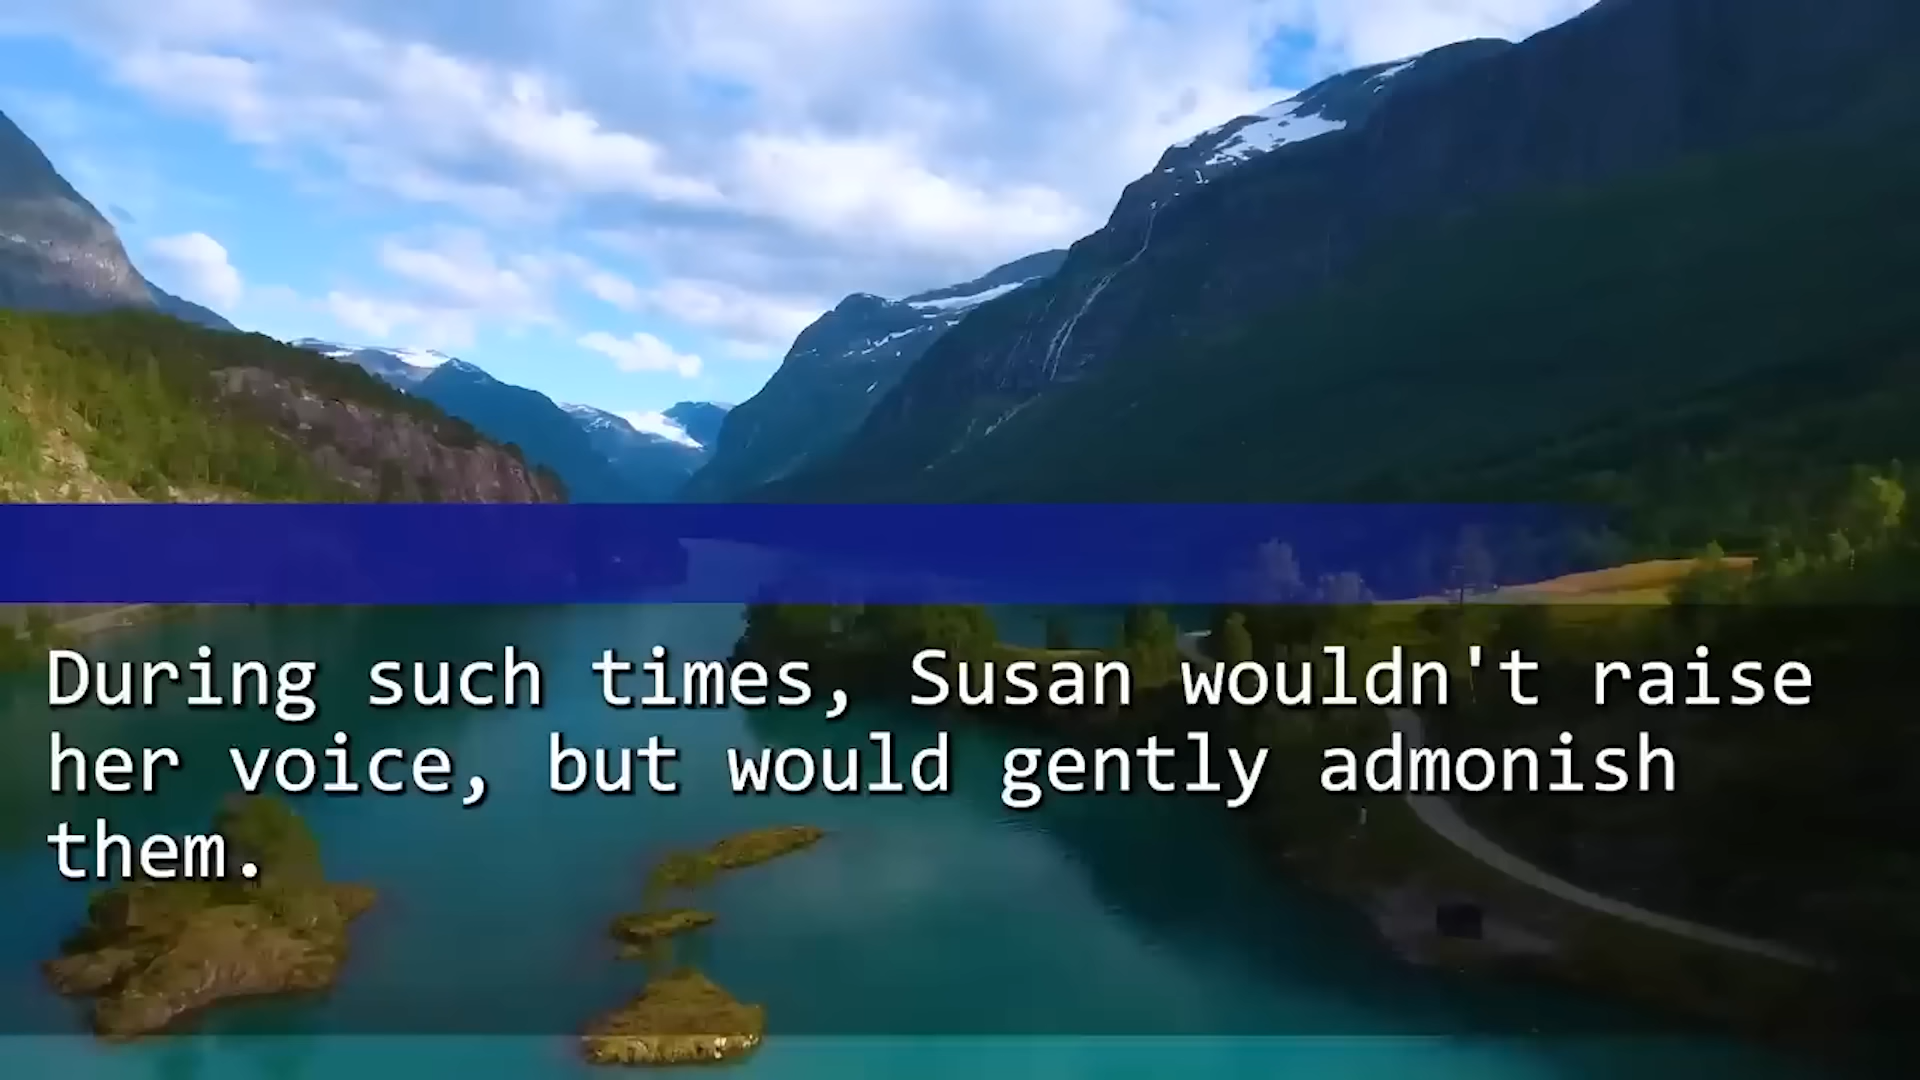 During such times, Susan wouldn't raise
her voice, but would gently admonish
them.